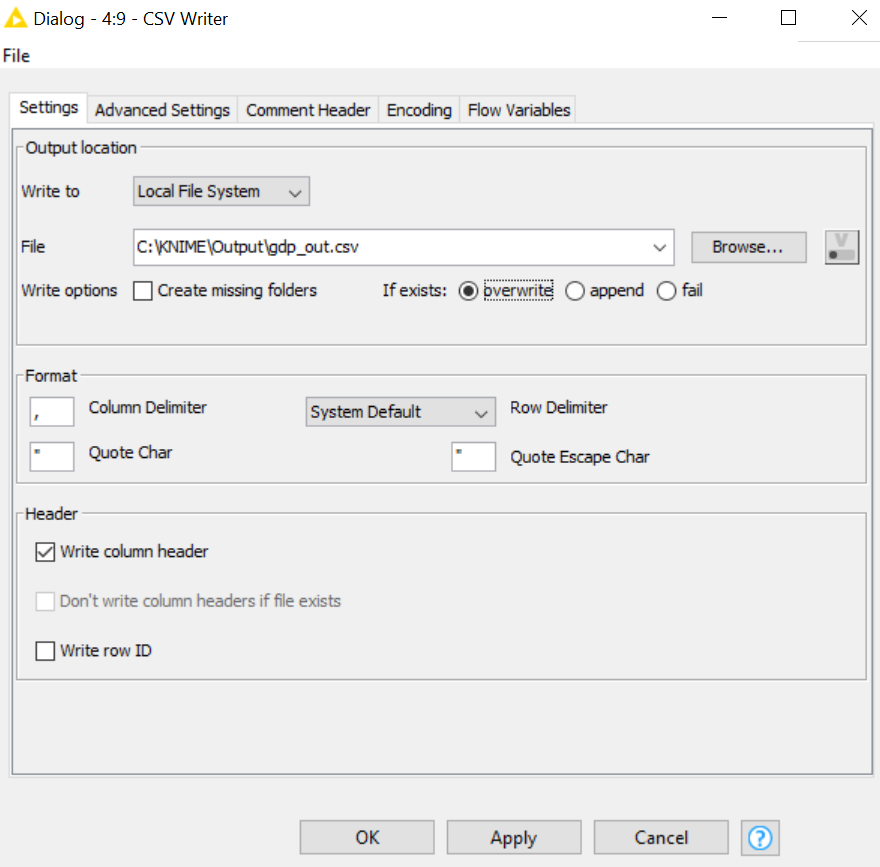 Dialog - 4:9 - CSV Writer
File
Settings Advanced Settings Comment Header Encoding Flow Variables
Output location
Write to Local File System
File C:\KNIME\Output\gdp_out.csv Browse... V
Write options Create missing folders If exists: overwrite append fail
Format
, Column Delimiter System Default Row Delimiter
" Quote Char " Quote Escape Char
Header
Write column header
Don't write column headers if file exists
Write row ID
OK Apply Cancel ?